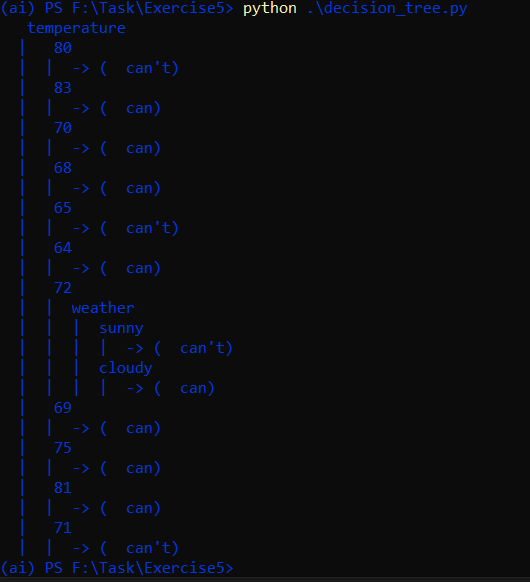 (ai) PS F:\Task\Exercise5> python .\decision_tree.py
   temperature
  |   80
  |  |  -> (  can't)
  |   83
  |  |  -> (  can)
  |   70
  |  |  -> (  can)
  |   68
  |  |  -> (  can)
  |   65
  |  |  -> (  can't)
  |   64
  |  |  -> (  can)
  |   72
  |  |  weather
  |  |  |  sunny
  |  |  |  |  -> (  can't)
  |  |  |  cloudy
  |  |  |  |  -> (  can)
  |   69
  |  |  -> (  can)
  |   75
  |  |  -> (  can)
  |   81
  |  |  -> (  can)
  |   71
  |  |  -> (  can't)
(ai) PS F:\Task\Exercise5>